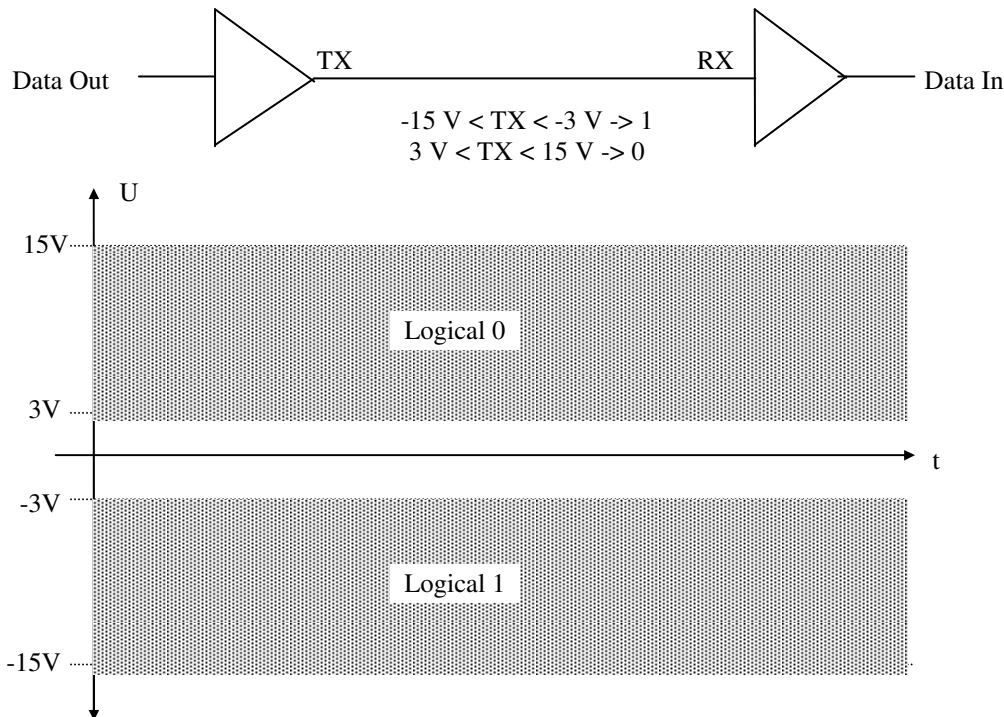 TX RX
Data Out Data In
-15 V < TX < -3 V -> 1
3 V < TX < 15 V -> 0
U
15V
Logical 0
3V
t
-3V
Logical 1
-15V